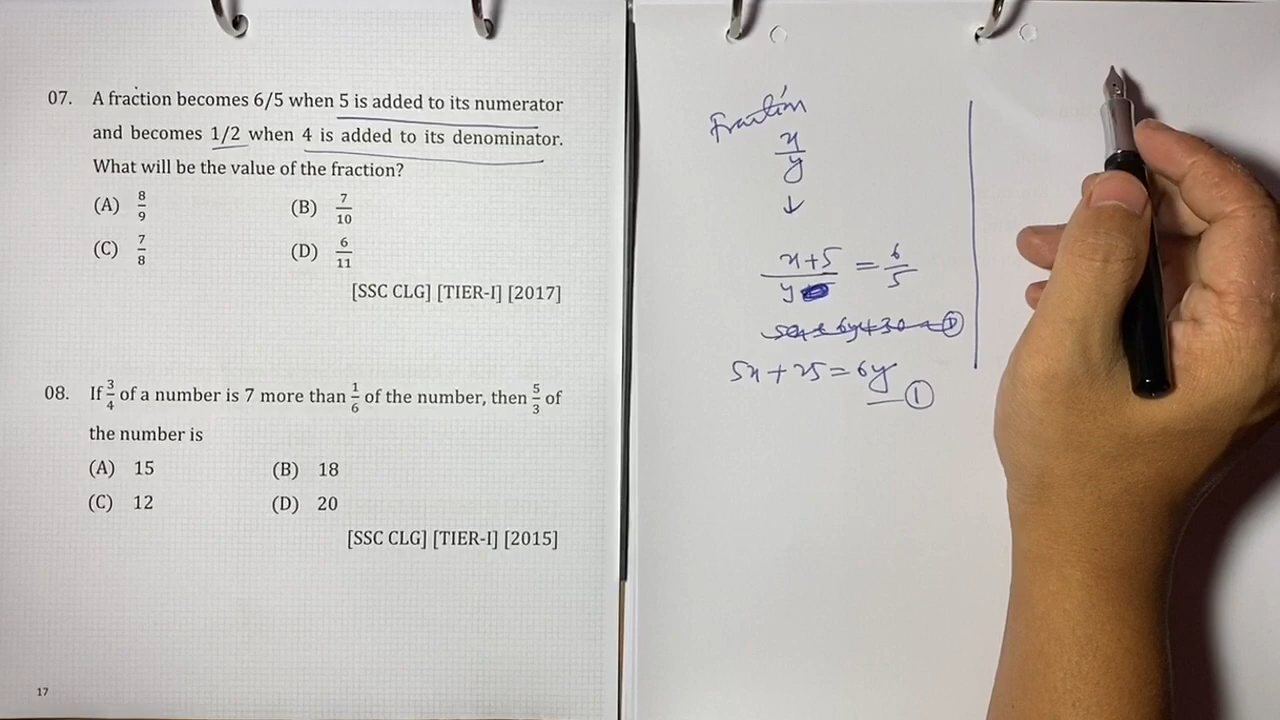 07. A fraction becomes 6/5 when 5 is added to its numerator
and becomes 1/2 when 4 is added to its denominator.
What will be the value of the fraction?
(A) 8/9 (B) 7/10
(C) 7/8 (D) 6/11
[SSC CLG] [TIER-I] [2017]
08. If 3/4 of a number is 7 more than 1/6 of the number, then 5/3 of
the number is
(A) 15 (B) 18
(C) 12 (D) 20
[SSC CLG] [TIER-I] [2015]
17
Fraction
x/y
↓
x+5/y = 6/5
5x + 25 = 6y
①